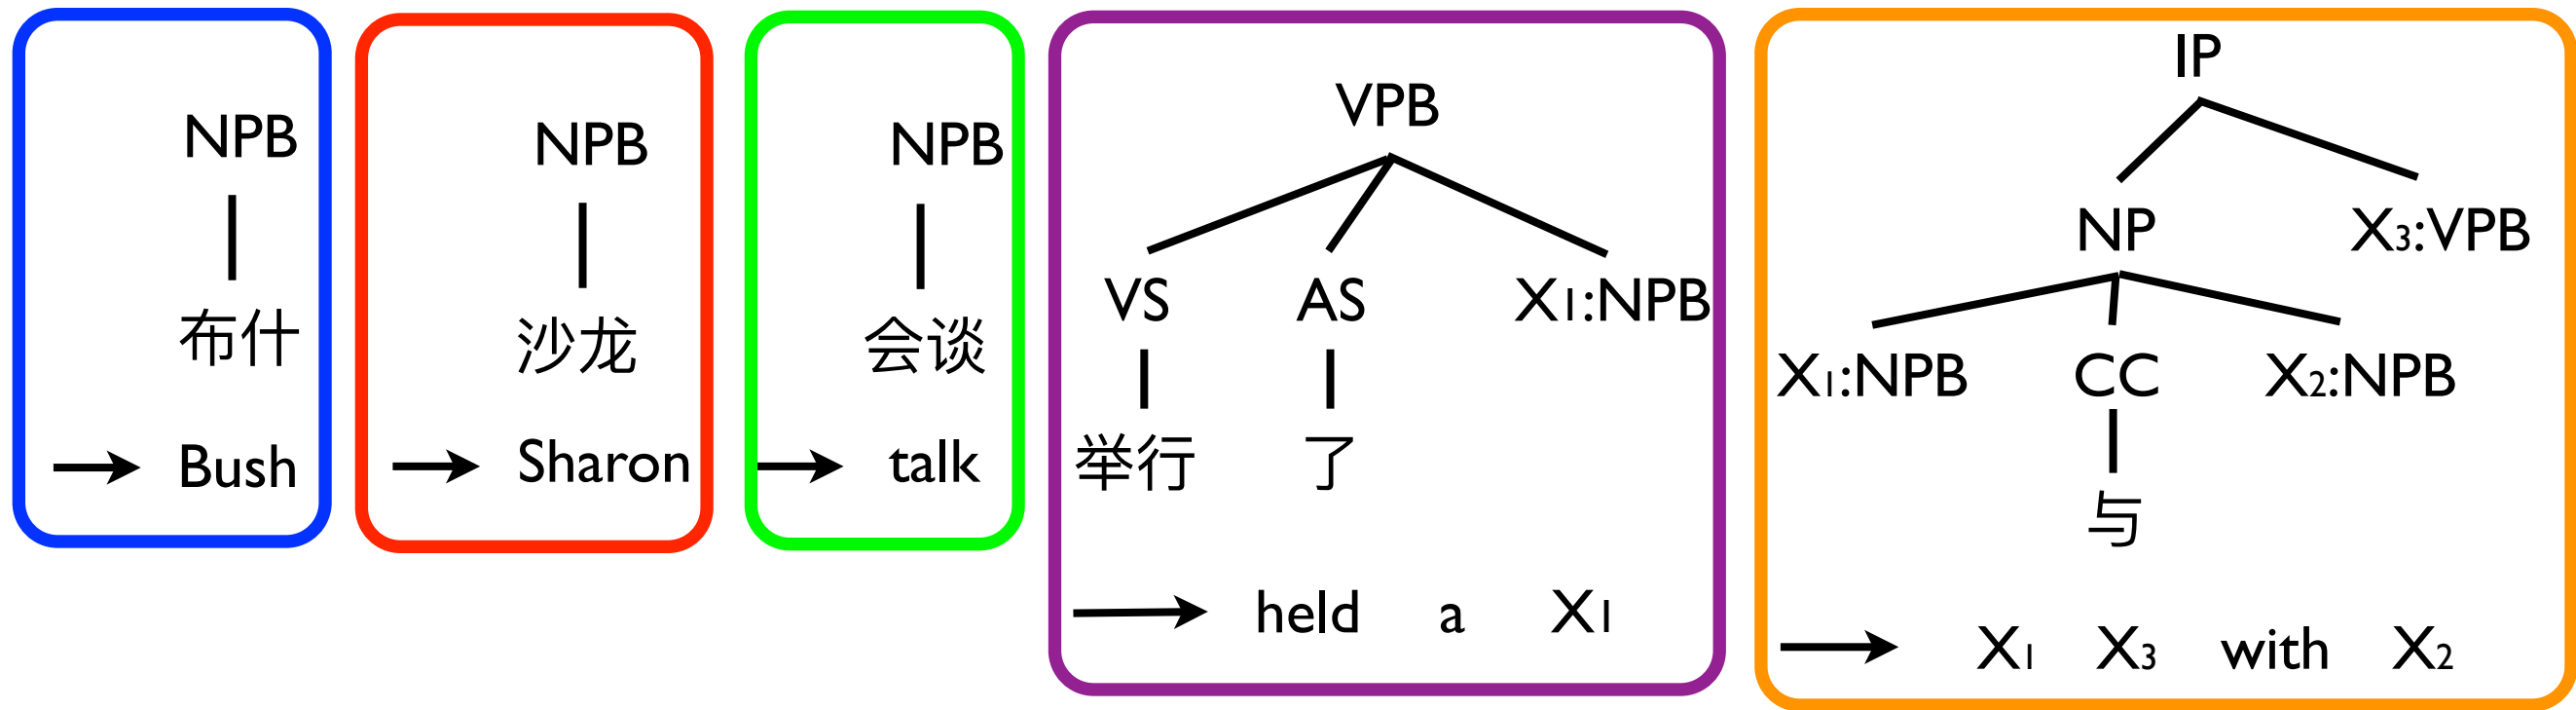 NPB
布什
→ Bush
NPB
沙龙
→ Sharon
NPB
会谈
→ talk
VPB
VS AS X1:NPB
举行 了
→ held a X1
IP
NP X3:VPB
X1:NPB CC X2:NPB
与
→ X1 X3 with X2